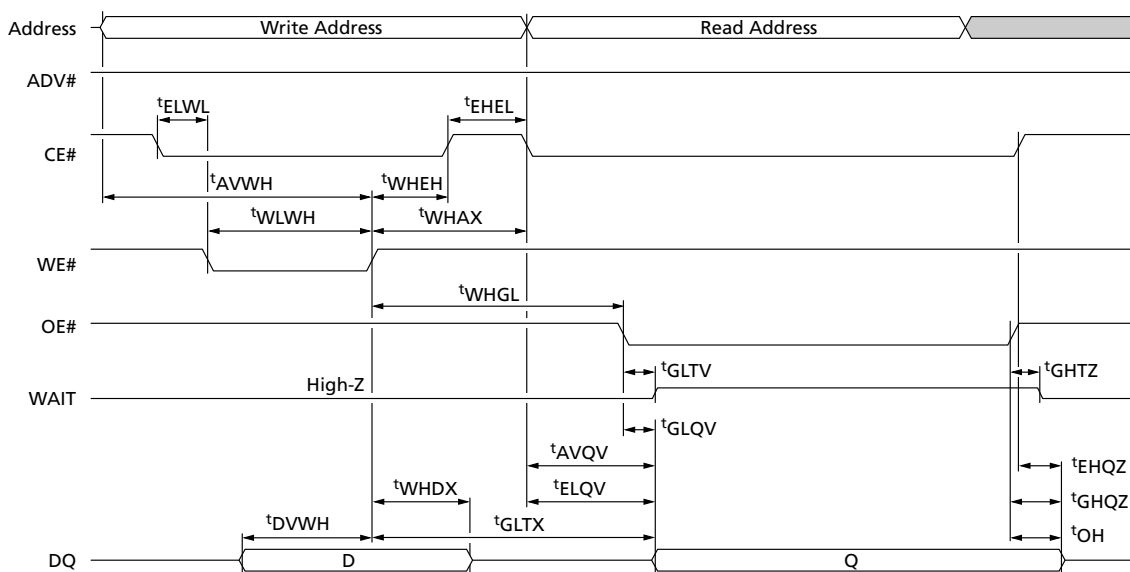 Address Write Address Read Address
ADV#
tELWL tEHEL
CE#
tAVWH tWHEH
tWLWH tWHAX
WE#
tWHGL
OE#
tGLTV tGHTZ
High-Z
WAIT
tGLQV
tAVQV tEHQZ
tWHDX tELQV tGHQZ
tDVWH tGLTX tOH
DQ D Q